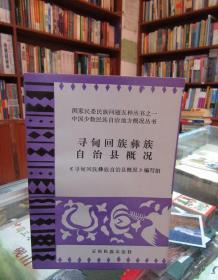 国家民委民族问题五种丛书之一
中国少数民族自治地方概况丛书
寻甸回族彝族
自治县概况
《寻甸回族彝族自治县概况》编写组
云南民族出版社